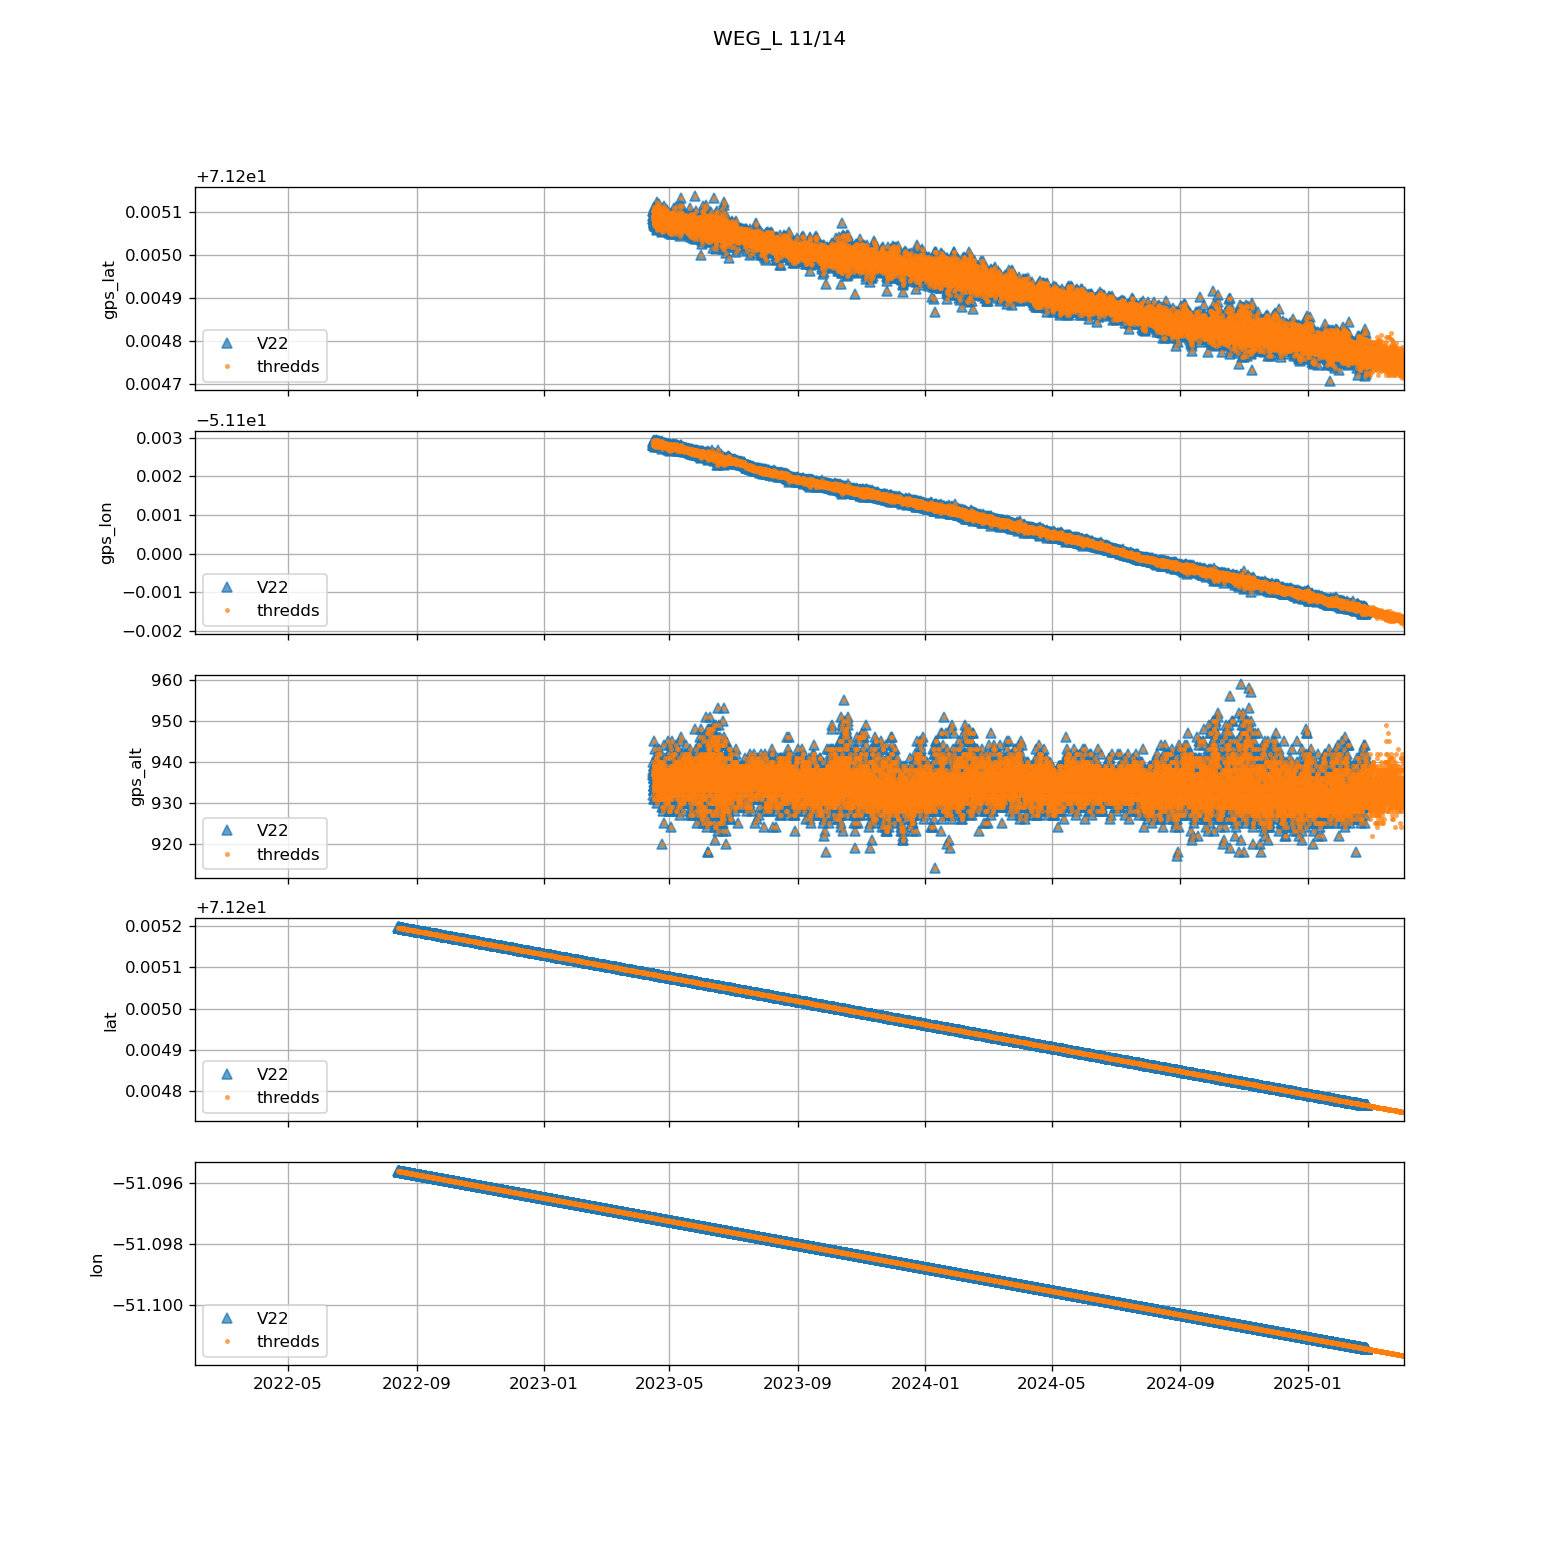 WEG_L 11/14
+7.12e1
0.0051
0.0050
0.0049
0.0048
0.0047
gps_lat
V22
thredds
−5.11e1
0.003
0.002
0.001
0.000
−0.001
−0.002
gps_lon
V22
thredds
960
950
940
930
920
gps_alt
V22
thredds
+7.12e1
0.0052
0.0051
0.0050
0.0049
0.0048
lat
V22
thredds
−51.096
−51.098
−51.100
lon
V22
thredds
2022-05 2022-09 2023-01 2023-05 2023-09 2024-01 2024-05 2024-09 2025-01